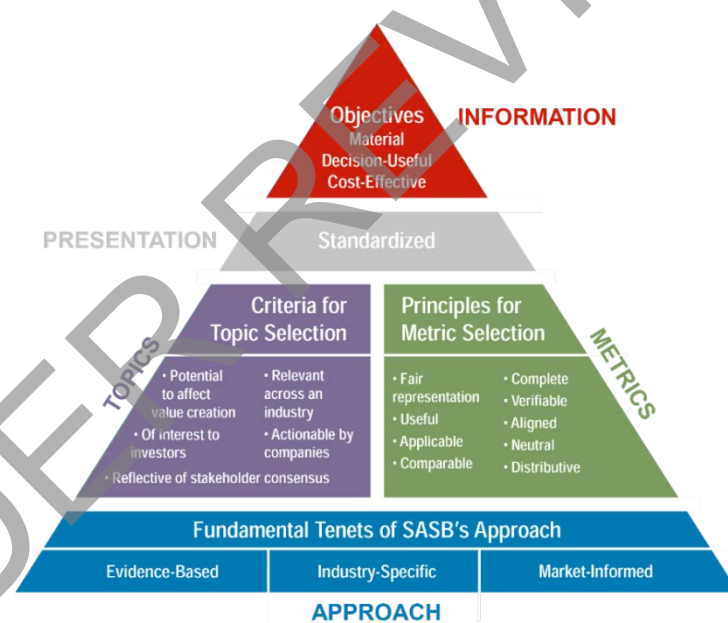 Objectives
INFORMATION
Material
Decision-Useful
Cost-Effective
PRESENTATION
Standardized
Criteria for
Topic Selection
Principles for
Metric Selection
TOPICS
• Potential
to affect
value creation
• Of interest to
investors
• Relevant
across an
industry
• Actionable by
companies
• Reflective of stakeholder consensus
• Fair
representation
• Useful
• Applicable
• Comparable
• Complete
• Verifiable
• Aligned
• Neutral
• Distributive
METRICS
Fundamental Tenets of SASB's Approach
Evidence-Based
Industry-Specific
Market-Informed
APPROACH